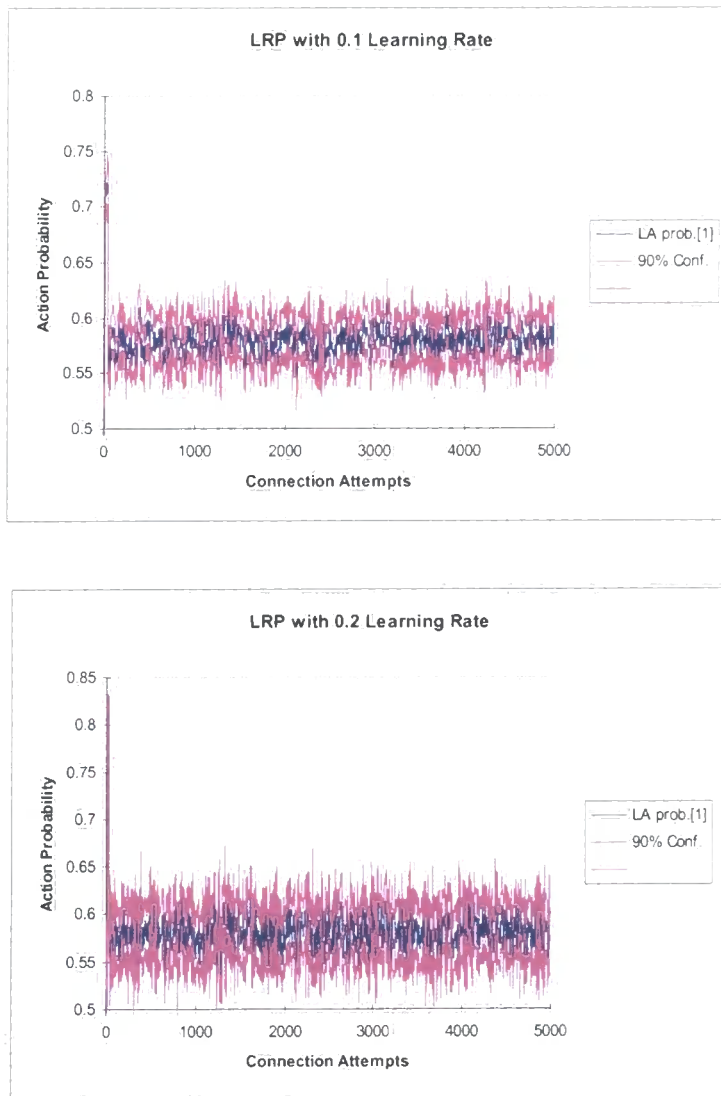 LRP with 0.1 Learning Rate
0.8
0.75
0.7
0.65
0.6
0.55
0.5
Action Probability
0
1000
2000
3000
4000
5000
Connection Attempts
LA prob.[1]
90% Conf.
LRP with 0.2 Learning Rate
0.85
0.8
0.75
0.7
0.65
0.6
0.55
0.5
Action Probability
0
1000
2000
3000
4000
5000
Connection Attempts
LA prob.[1]
90% Conf.